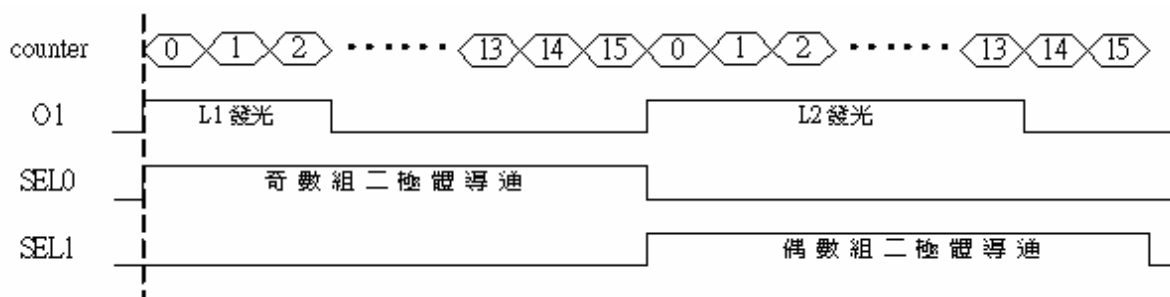 counter 0 1 2 ······ 13 14 15 0 1 2 ······ 13 14 15
O1 L1發光 L2發光
SEL0 奇數組二極體導通
SEL1 偶數組二極體導通